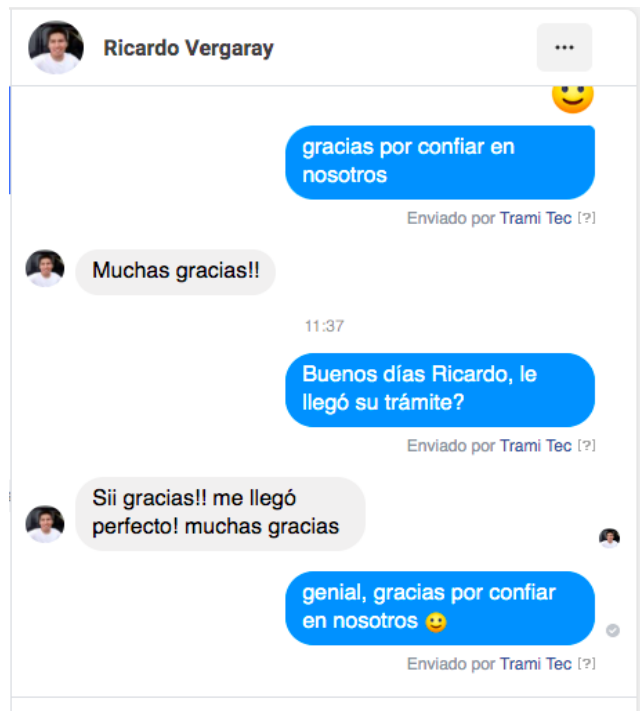 Ricardo Vergaray
gracias por confiar en
nosotros
Enviado por Trami Tec [?]
Muchas gracias!!
11:37
Buenos días Ricardo, le
llegó su trámite?
Enviado por Trami Tec [?]
Sii gracias!! me llegó
perfecto! muchas gracias
genial, gracias por confiar
en nosotros 🙂
Enviado por Trami Tec [?]